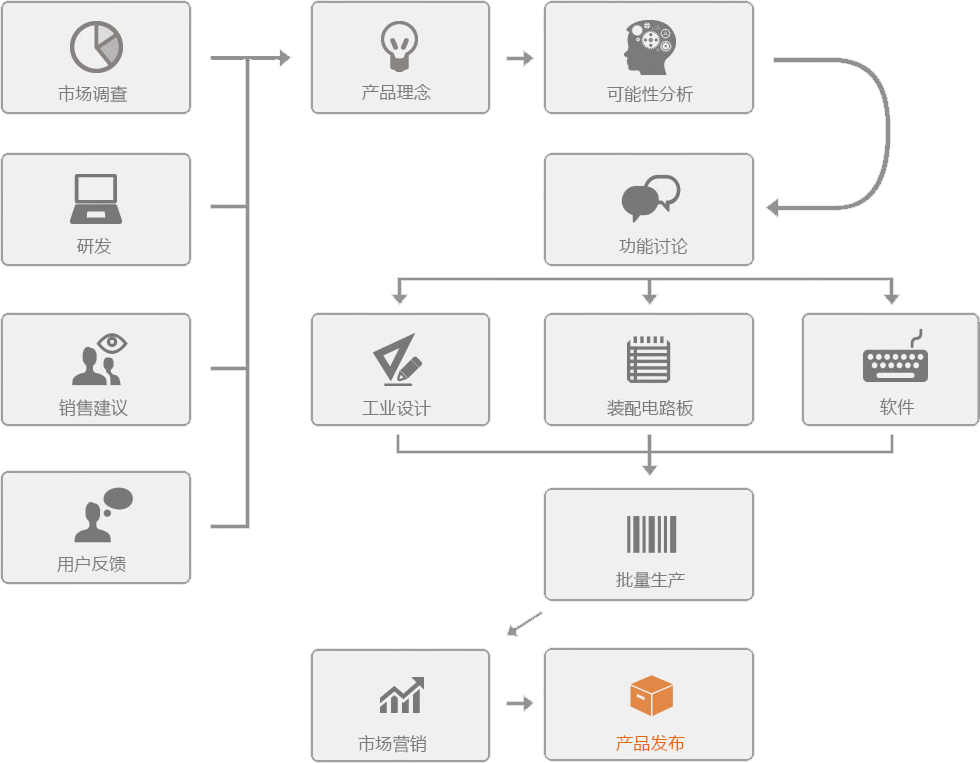 市场调查
产品理念
可能性分析
研发
功能讨论
销售建议
工业设计
装配电路板
软件
用户反馈
批量生产
市场营销
产品发布